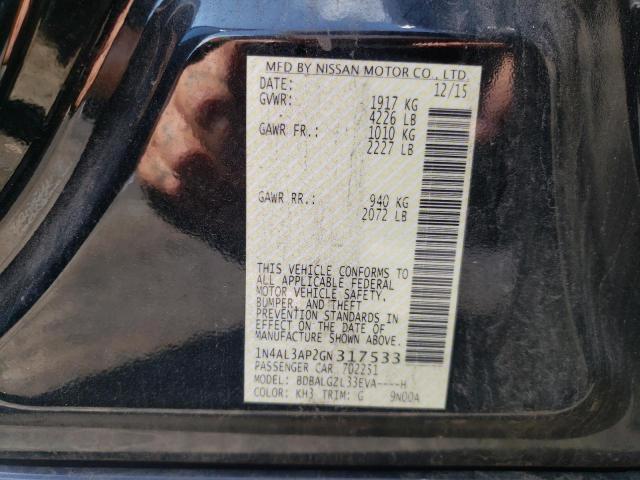 MFD BY NISSAN MOTOR CO., LTD.
DATE: 12/15
GVWR: 1917 KG
4226 LB
GAWR FR.: 1010 KG
2227 LB
GAWR RR.: 940 KG
2072 LB
THIS VEHICLE CONFORMS TO
ALL APPLICABLE FEDERAL
MOTOR VEHICLE SAFETY,
BUMPER, AND THEFT
PREVENTION STANDARDS IN
EFFECT ON THE DATE OF
MANUFACTURE SHOWN ABOVE.
1N4AL3AP2GN317533
PASSENGER CAR 702251
MODEL: BDBALGZL33EVA----H
COLOR: KH3 TRIM: G 9N00A